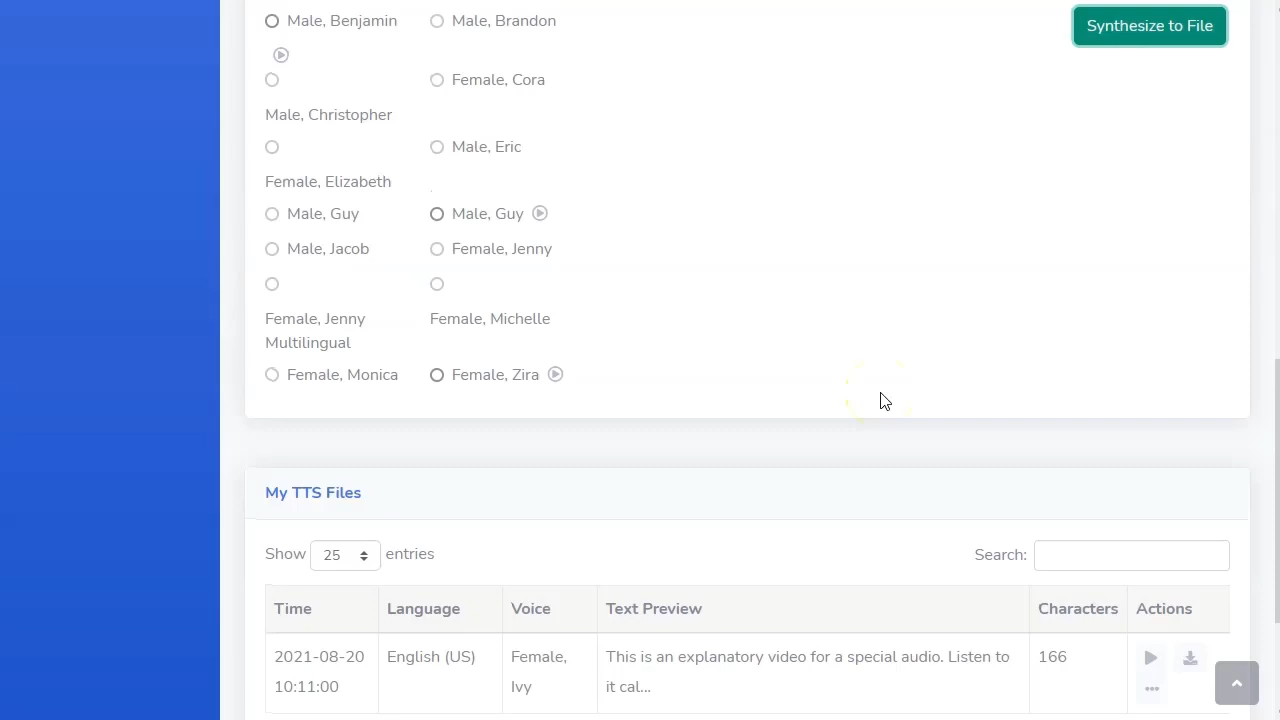 Male, Benjamin
Male, Brandon
Synthesize to File
Female, Cora
Male, Christopher
Male, Eric
Female, Elizabeth
Male, Guy
Male, Guy
Male, Jacob
Female, Jenny
Female, Jenny
Multilingual
Female, Michelle
Female, Monica
Female, Zira
My TTS Files
Show 25 entries
Search:
Time Language Voice Text Preview Characters Actions
2021-08-20
10:11:00
English (US)
Female,
Ivy
This is an explanatory video for a special audio. Listen to
it cal...
166